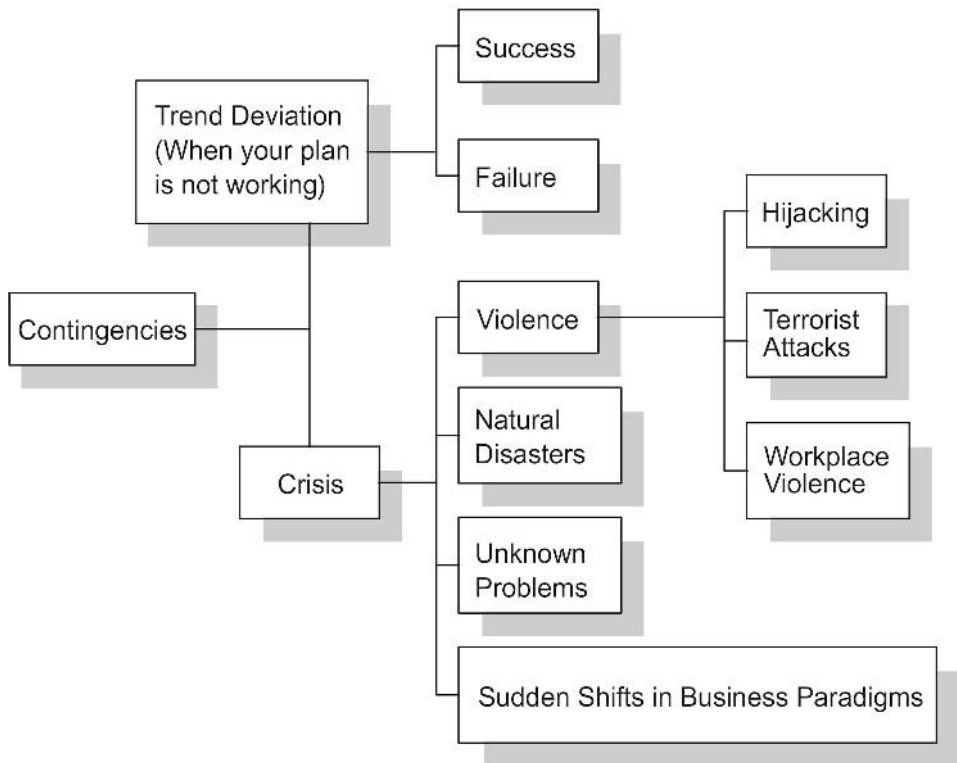 Success
Trend Deviation
(When your plan
is not working)
Failure
Hijacking
Contingencies
Violence
Terrorist
Attacks
Natural
Disasters
Workplace
Violence
Crisis
Unknown
Problems
Sudden Shifts in Business Paradigms